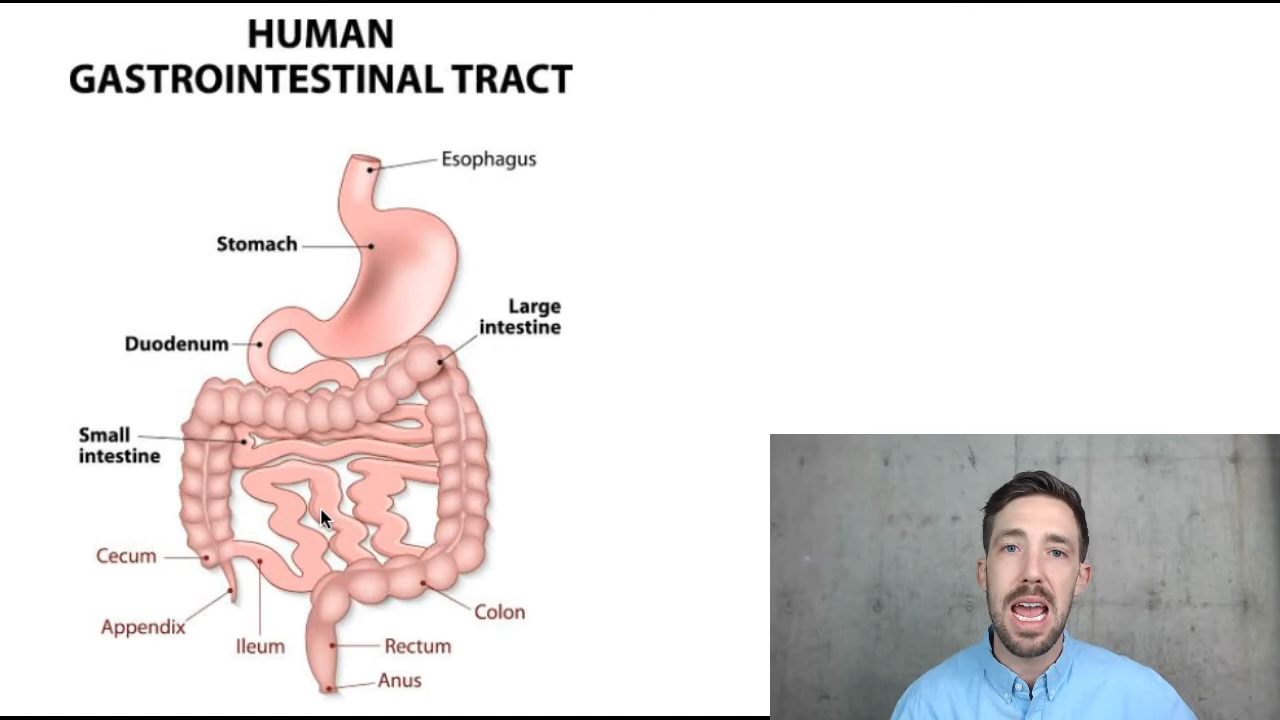 HUMAN
GASTROINTESTINAL TRACT
Esophagus
Stomach
Large
intestine
Duodenum
Small
intestine
Cecum
Appendix
Ileum
Colon
Rectum
Anus